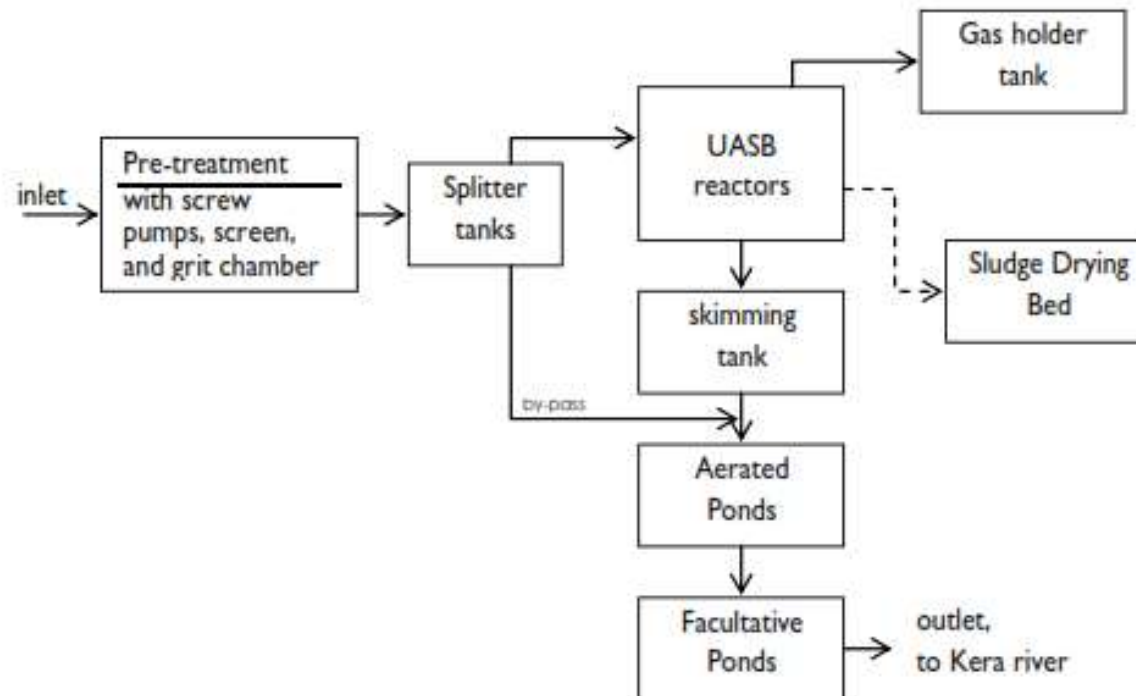 Gas holder
tank
UASB
reactors
Pre-treatment
with screw
pumps, screen,
and grit chamber
inlet
Splitter
tanks
Sludge Drying
Bed
skimming
tank
by-pass
Aerated
Ponds
Facultative
Ponds
outlet,
to Kera river